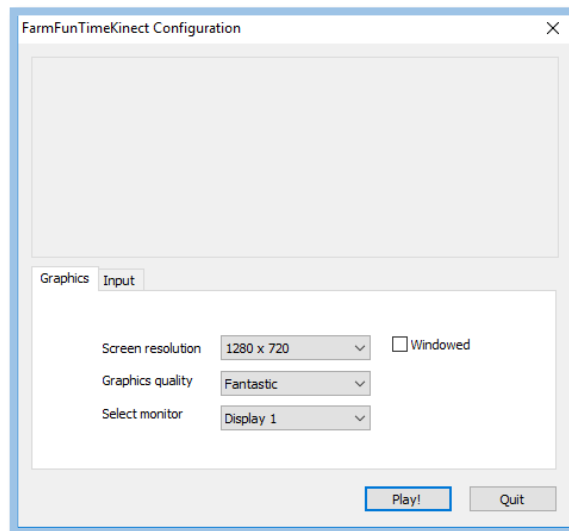 FarmFunTimeKinect Configuration
Graphics Input
Screen resolution 1280 x 720 Windowed
Graphics quality Fantastic
Select monitor Display 1
Play! Quit